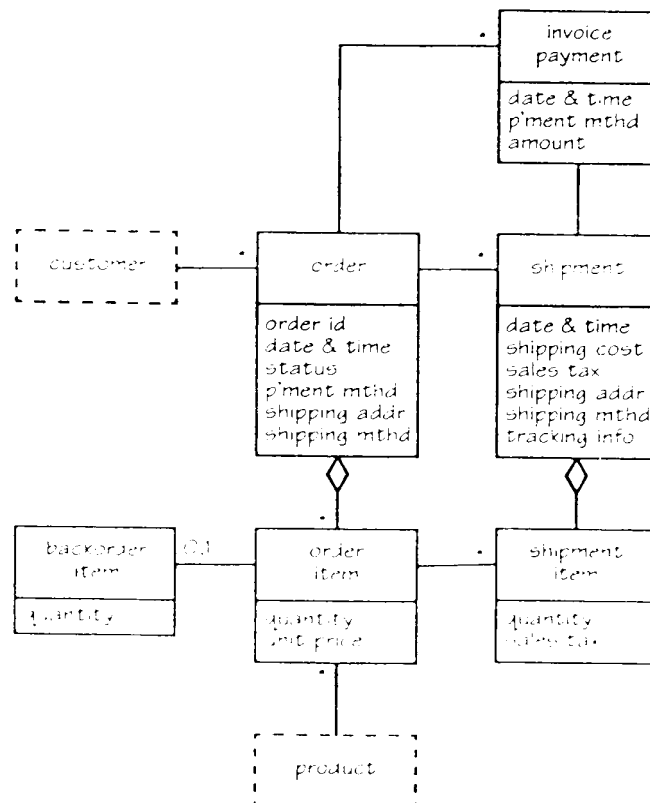 invoice
payment
date & time
p'ment mthd
amount
*
*
customer
*
order
order id
date & time
status
p'ment mthd
shipping addr
shipping mthd
*
shipment
date & time
shipping cost
sales tax
shipping addr
shipping mthd
tracking info
backorder
item
quantity
0,1
*
order
item
quantity
unit price
*
*
shipment
item
quantity
sales tax
product